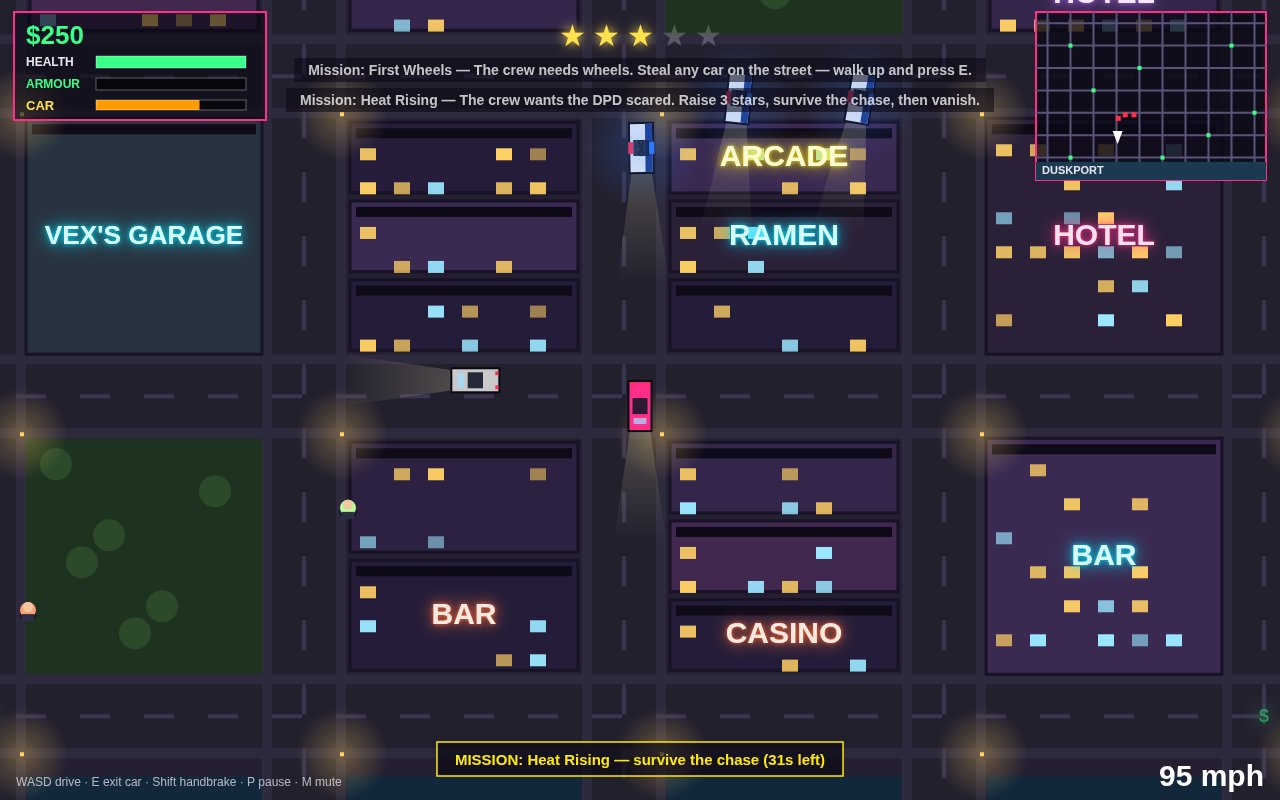 $250
HEALTH
ARMOUR
CAR
Mission: First Wheels — The crew needs wheels. Steal any car on the street — walk up and press E.
Mission: Heat Rising — The crew wants the DPD scared. Raise 3 stars, survive the chase, then vanish.
HOTEL
DUSKPORT
ARCADE
VEX'S GARAGE
RAMEN
HOTEL
BAR
BAR
CASINO
$
MISSION: Heat Rising — survive the chase (31s left)
WASD drive · E exit car · Shift handbrake · P pause · M mute
95 mph